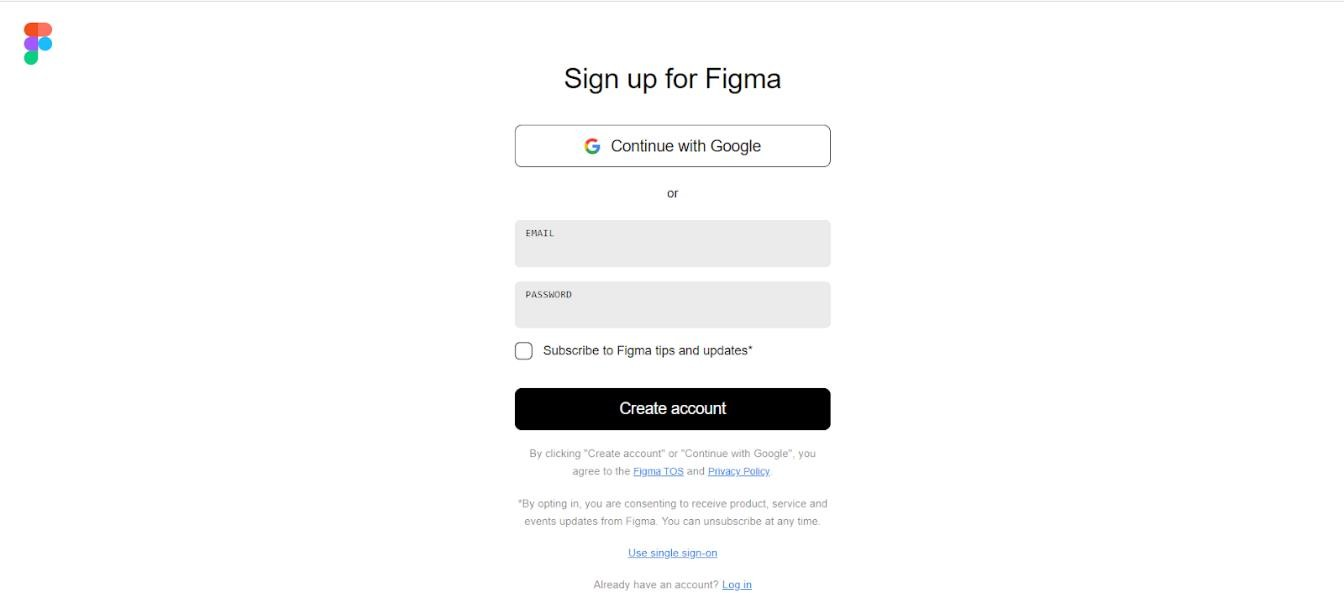 Sign up for Figma
Continue with Google
or
EMAIL
PASSWORD
Subscribe to Figma tips and updates*
Create account
By clicking "Create account" or "Continue with Google", you
agree to the Figma TOS and Privacy Policy.
*By opting in, you are consenting to receive product, service and
events updates from Figma. You can unsubscribe at any time.
Use single sign-on
Already have an account? Log in